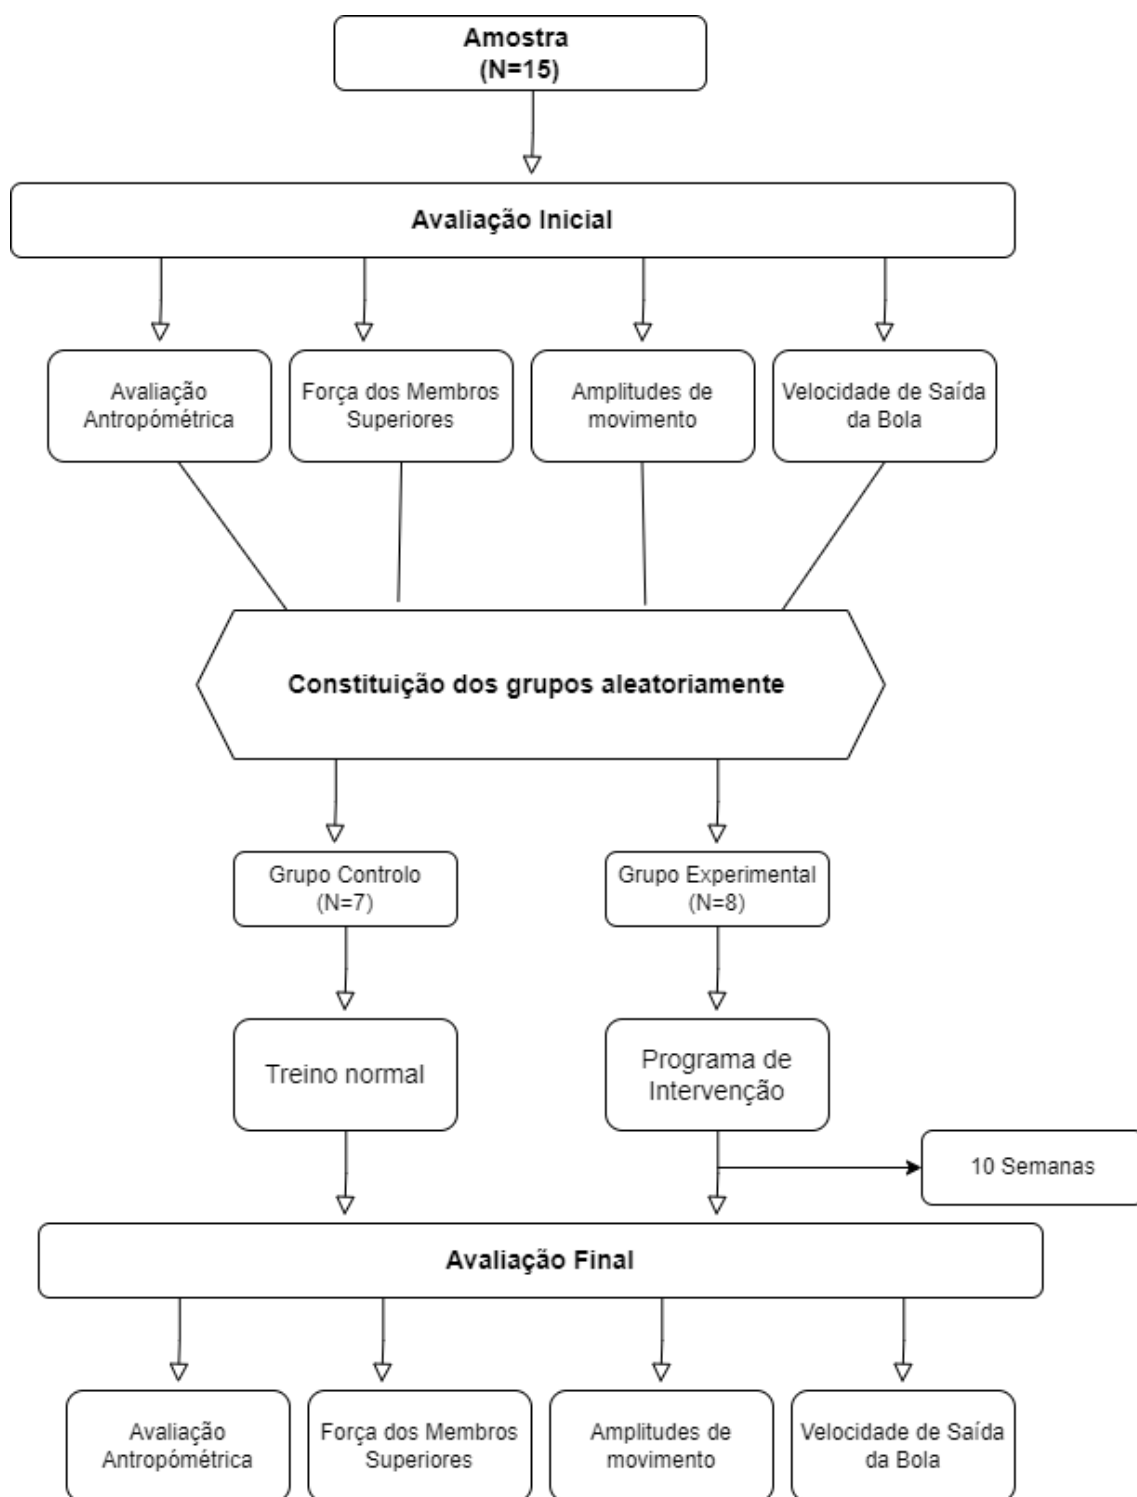 Amostra
(N=15)
Avaliação Inicial
Avaliação
Antropómétrica
Força dos Membros
Superiores
Amplitudes de
movimento
Velocidade de Saída
da Bola
Constituição dos grupos aleatoriamente
Grupo Controlo
(N=7)
Grupo Experimental
(N=8)
Treino normal
Programa de
Intervenção
10 Semanas
Avaliação Final
Avaliação
Antropómétrica
Força dos Membros
Superiores
Amplitudes de
movimento
Velocidade de Saída
da Bola